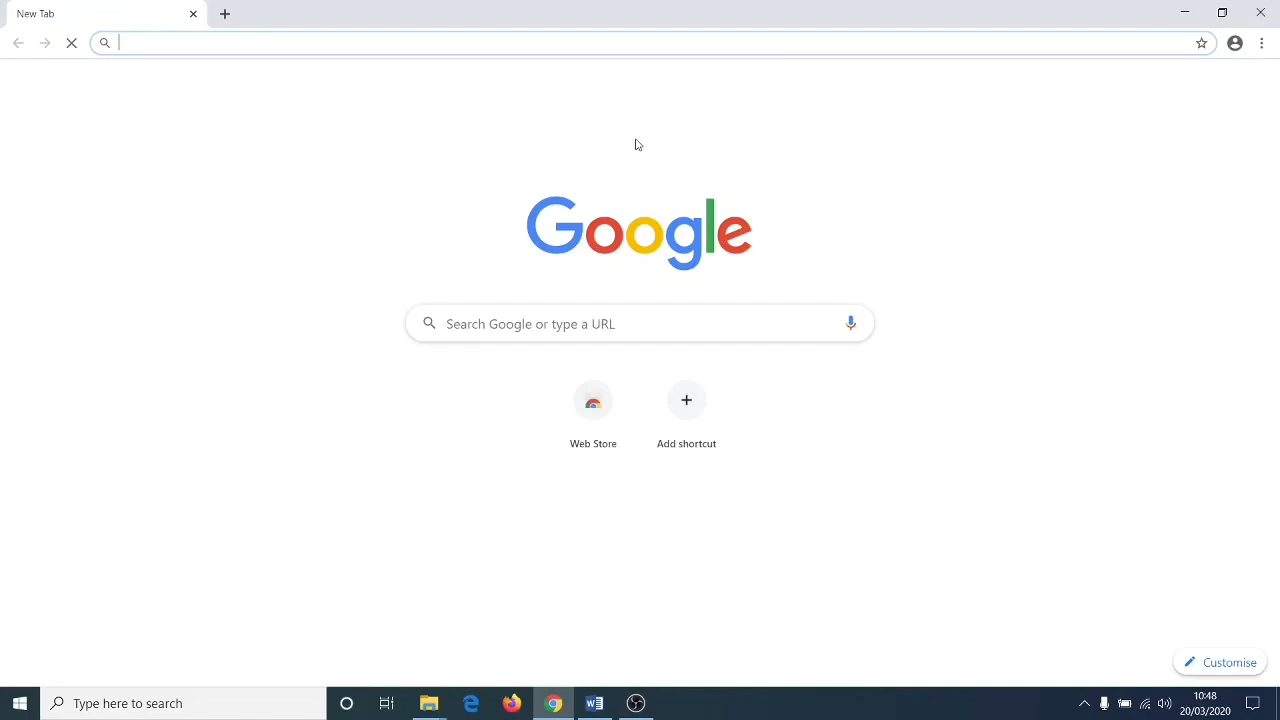 New Tab
Google
Search Google or type a URL
Web Store
Add shortcut
Customise
Type here to search
10:48
20/03/2020